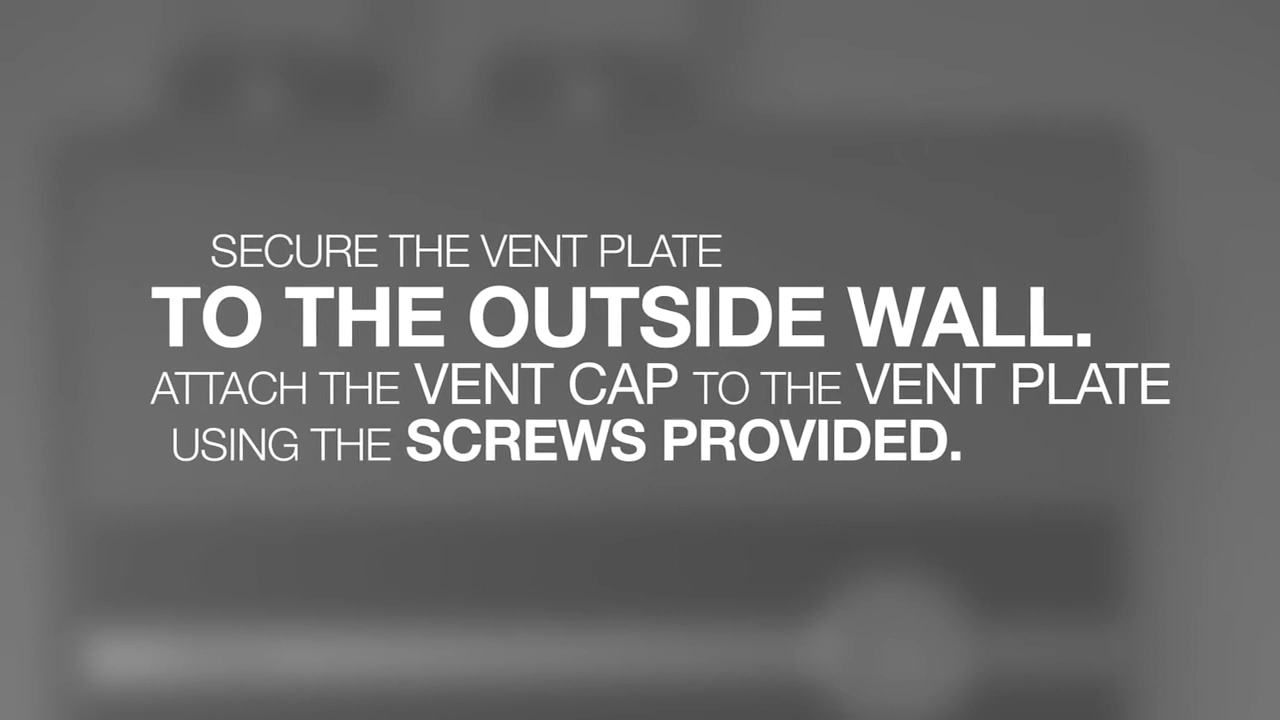 SECURE THE VENT PLATE
TO THE OUTSIDE WALL.
ATTACH THE VENT CAP TO THE VENT PLATE
USING THE SCREWS PROVIDED.